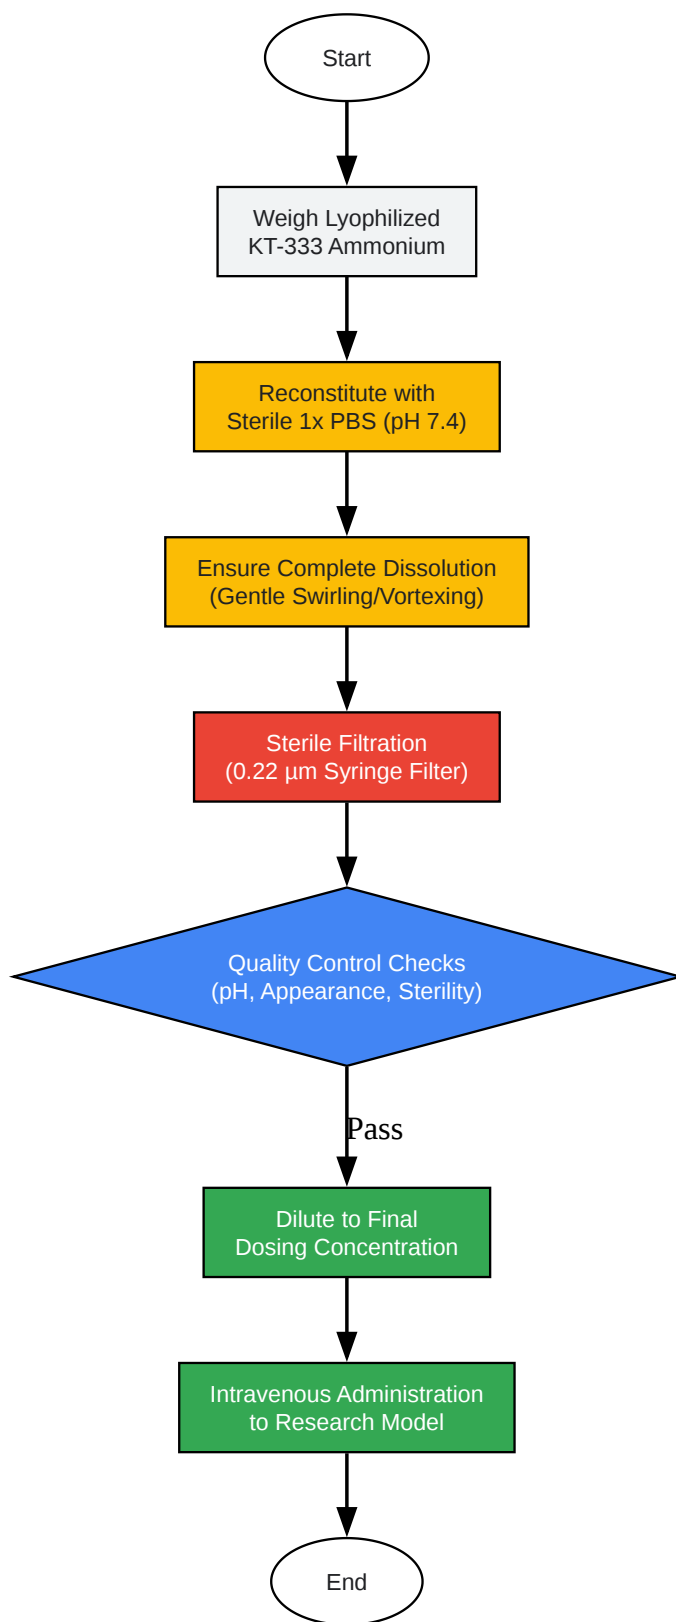 Start
Weigh Lyophilized
KT-333 Ammonium
Reconstitute with
Sterile 1x PBS (pH 7.4)
Ensure Complete Dissolution
(Gentle Swirling/Vortexing)
Sterile Filtration
(0.22 µm Syringe Filter)
Quality Control Checks
(pH, Appearance, Sterility)
Pass
Dilute to Final
Dosing Concentration
Intravenous Administration
to Research Model
End